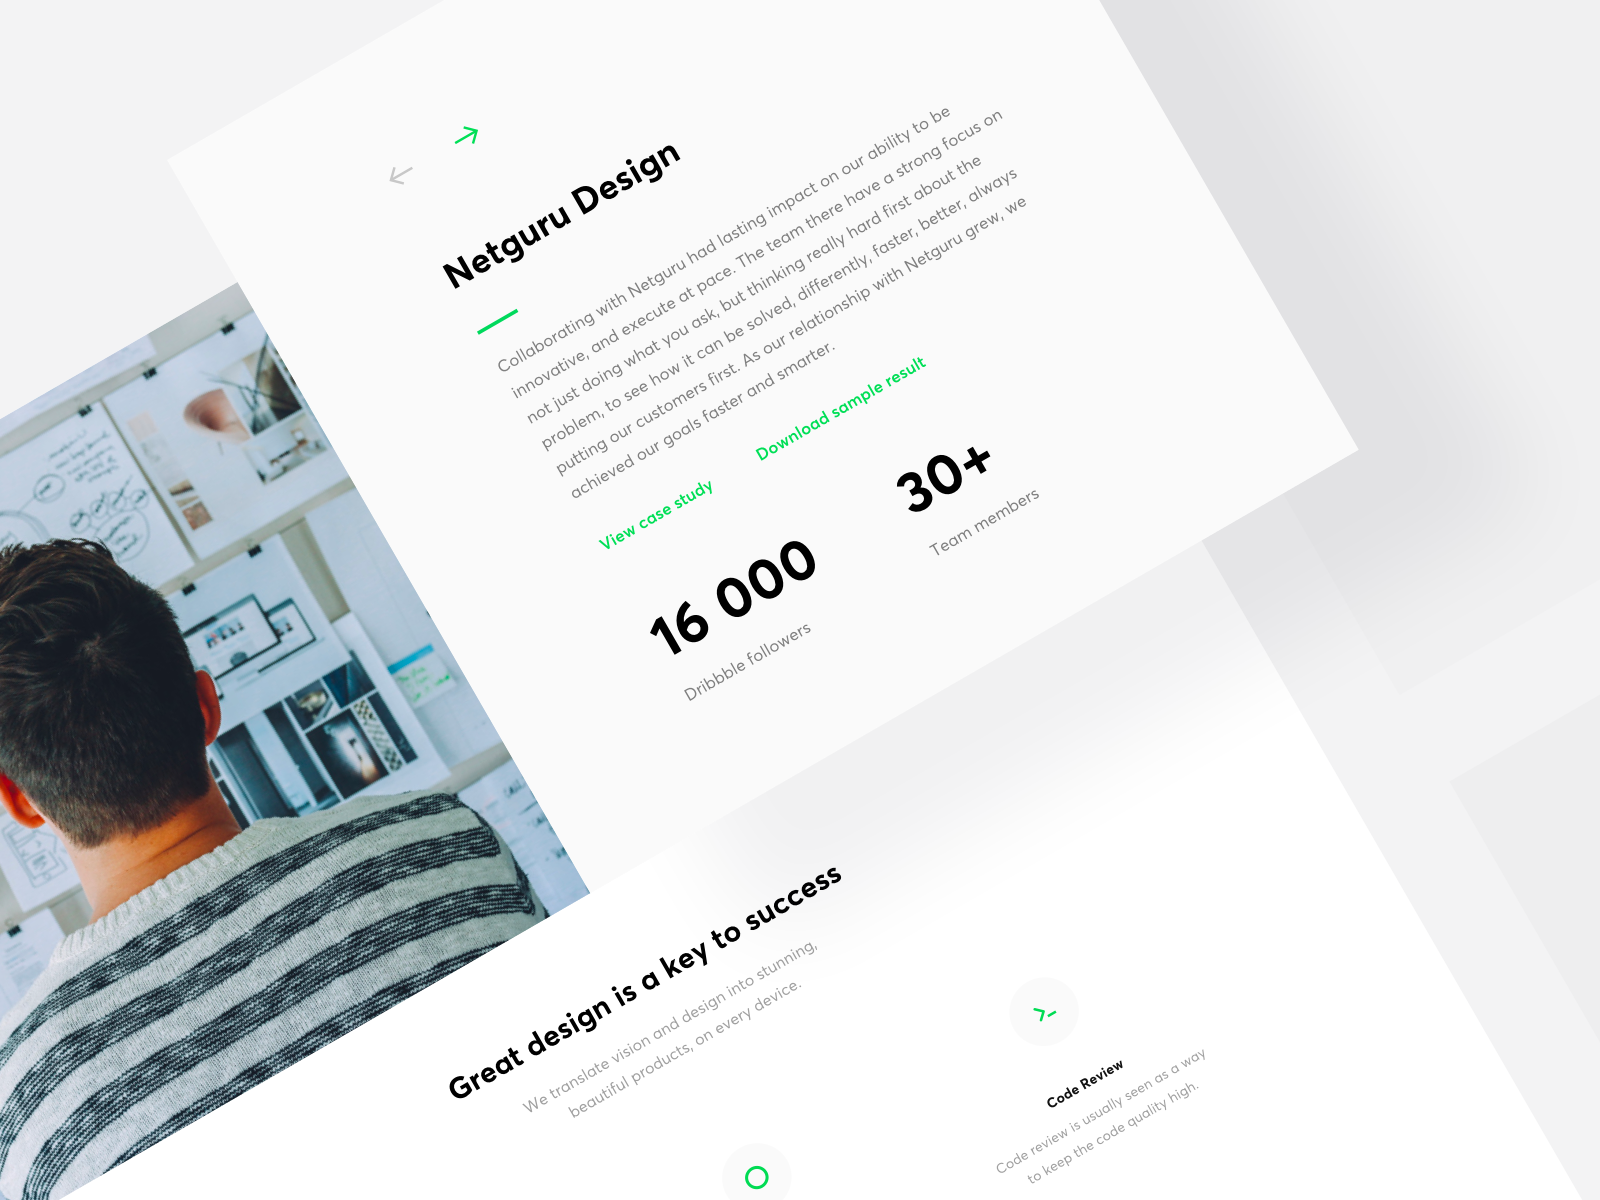 Netguru Design
Collaborating with Netguru had lasting impact on our ability to be
innovative, and execute at pace. The team there have a strong focus on
not just doing what you ask, but thinking really hard first about the
problem, to see how it can be solved, differently, faster, better, always
putting our customers first. As our relationship with Netguru grew, we
achieved our goals faster and smarter.
View case study
Download sample result
16 000
Dribbble followers
30+
Team members
Great design is a key to success
We translate vision and design into stunning,
beautiful products, on every device.
Code Review
Code review is usually seen as a way
to keep the code quality high.